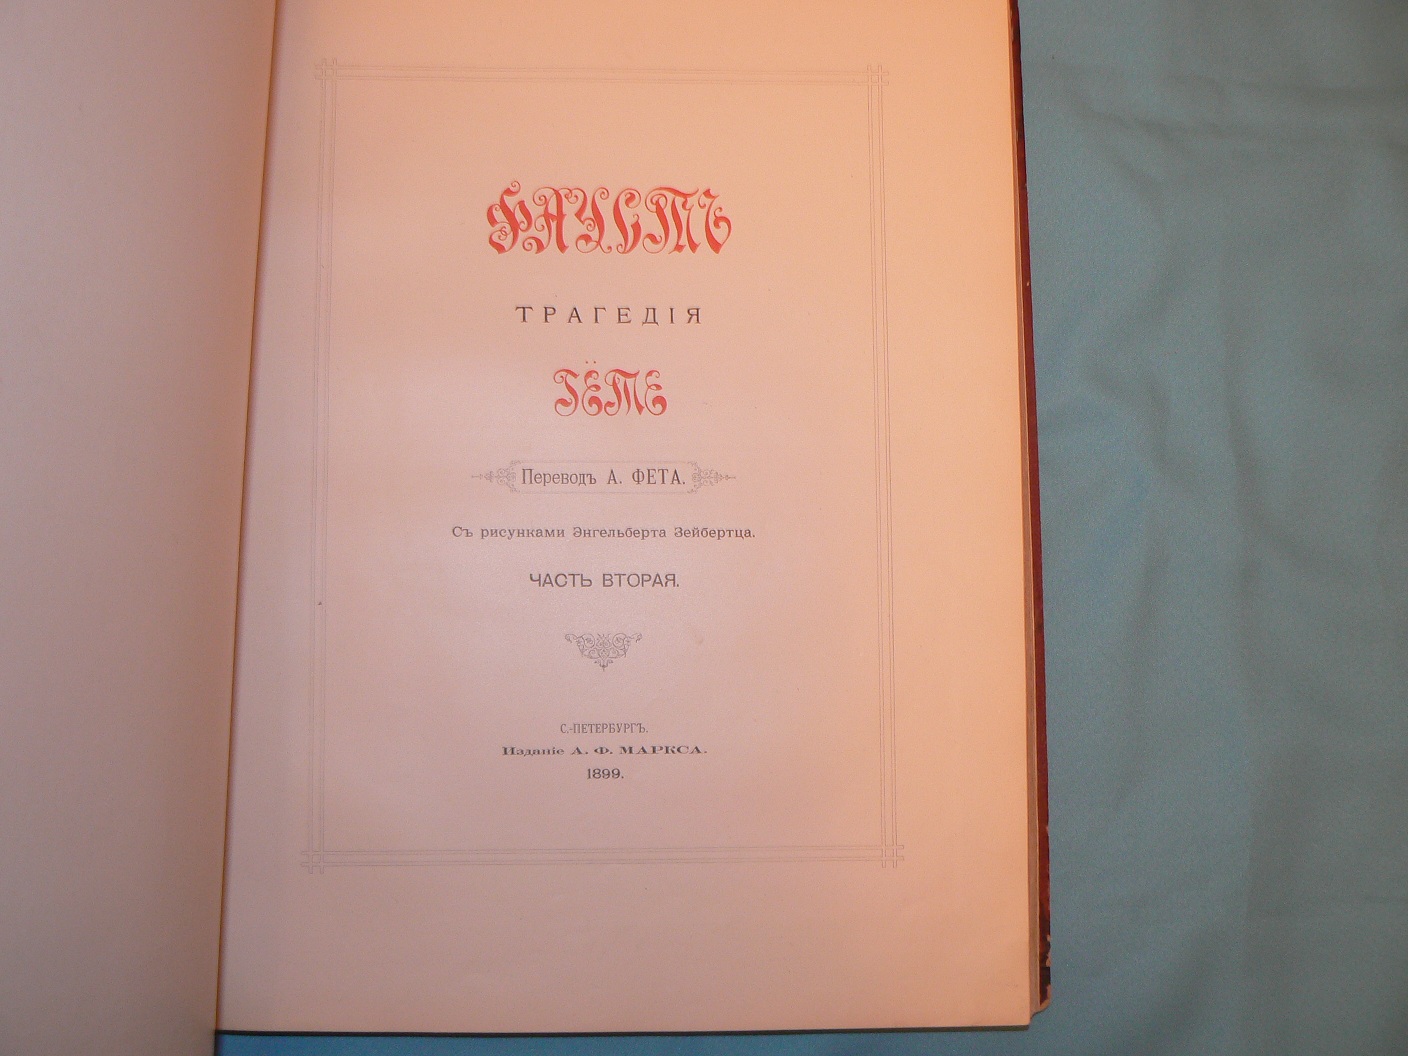 ФАУСТЪ
ТРАГЕДІЯ
ГЁТЕ
Переводъ А. ФЕТА.
Съ рисунками Энгельберта Зейбертца.
ЧАСТЬ ВТОРАЯ.
С.-ПЕТЕРБУРГЪ.
Изданіе А. Ф. МАРКСА.
1899.